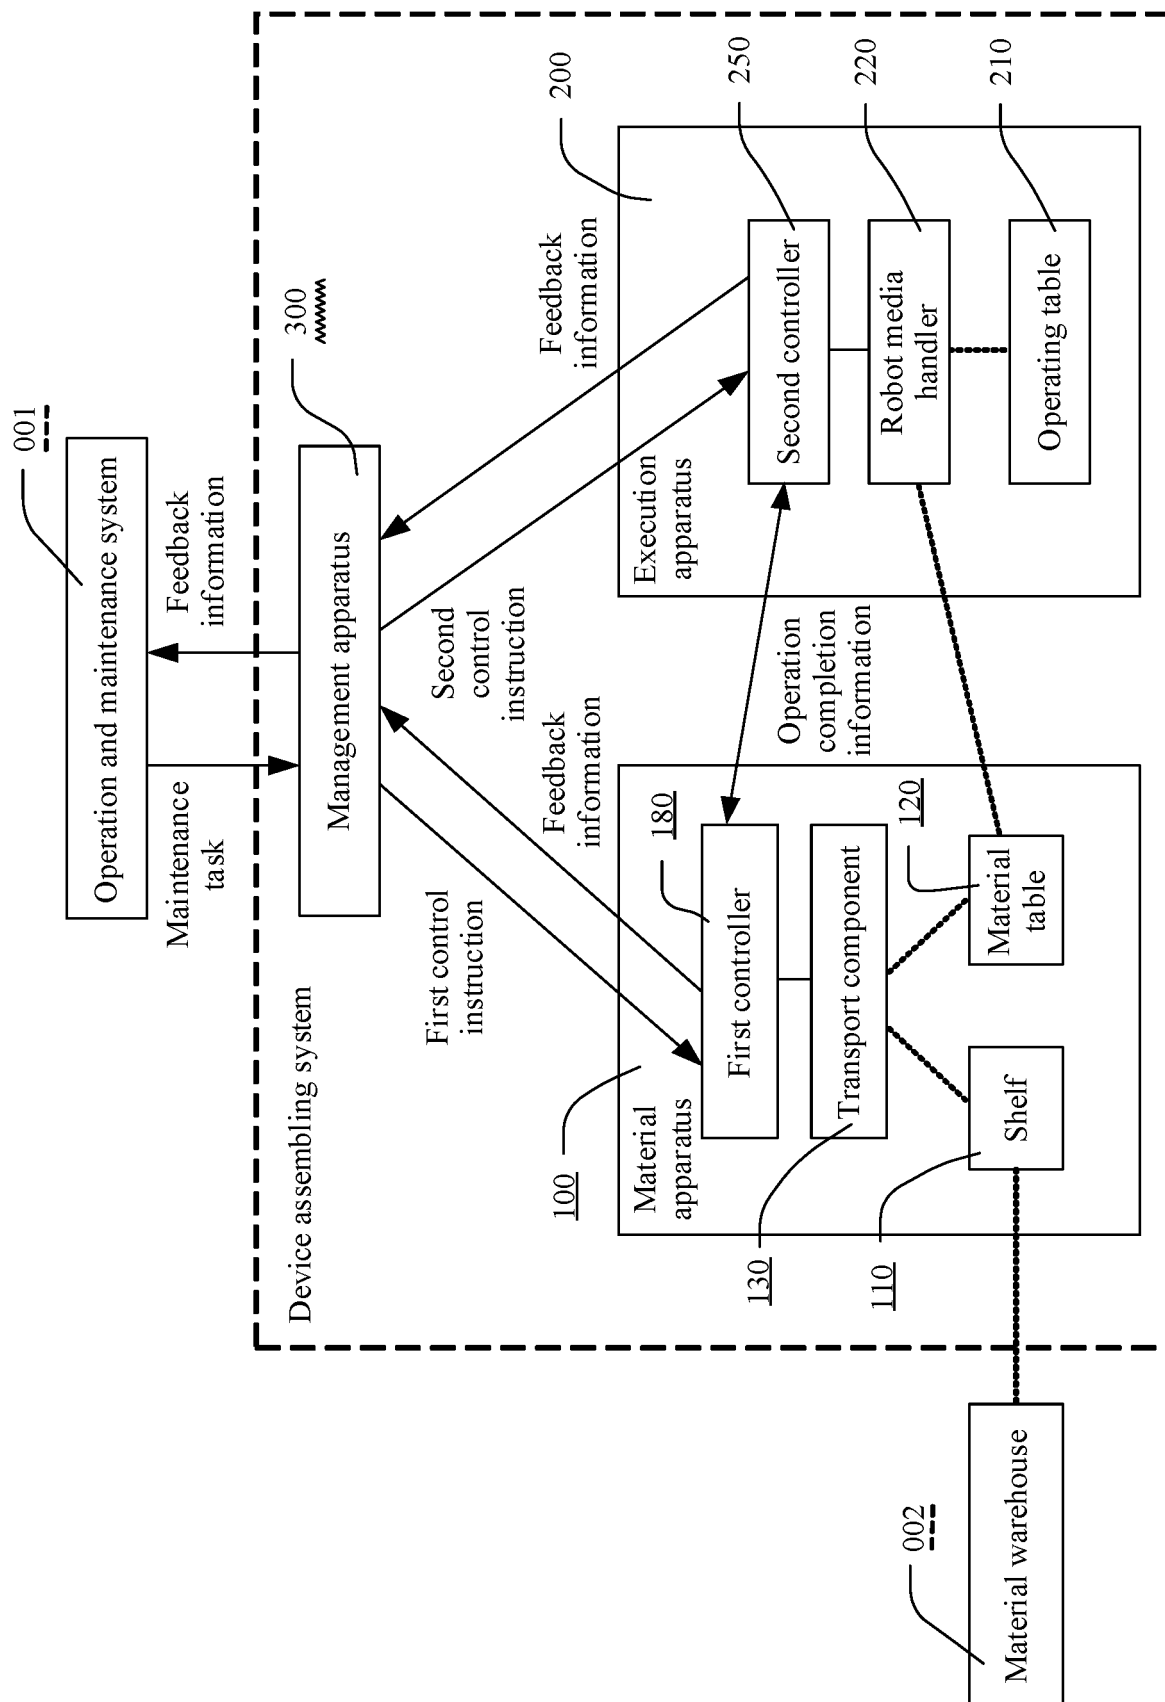 001
Operation and maintenance system
Maintenance
task
Feedback
information
Device assembling system
300
Management apparatus
First control
instruction
Feedback
information
Second
control
instruction
Feedback
information
100
Material
apparatus
180
First controller
130
Transport component
110
Shelf
120
Material
table
Operation
completion
information
200
Execution
apparatus
250
Second controller
220
Robot media
handler
210
Operating table
002
Material warehouse